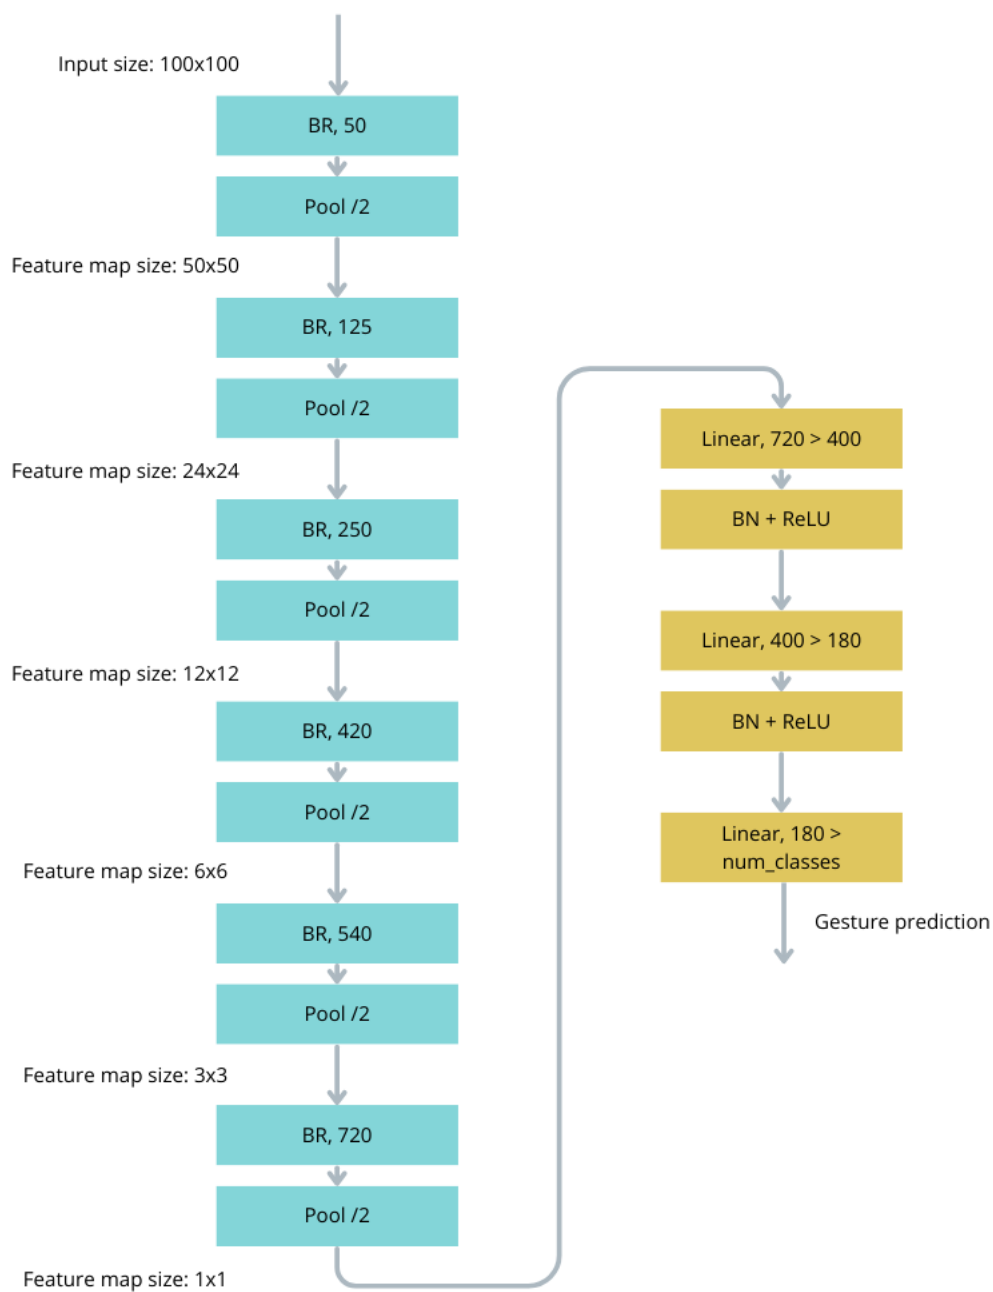 Input size: 100x100
BR, 50
Pool /2
Feature map size: 50x50
BR, 125
Pool /2
Feature map size: 24x24
BR, 250
Pool /2
Feature map size: 12x12
BR, 420
Pool /2
Feature map size: 6x6
BR, 540
Pool /2
Feature map size: 3x3
BR, 720
Pool /2
Feature map size: 1x1
Linear, 720 > 400
BN + ReLU
Linear, 400 > 180
BN + ReLU
Linear, 180 >
num_classes
Gesture prediction